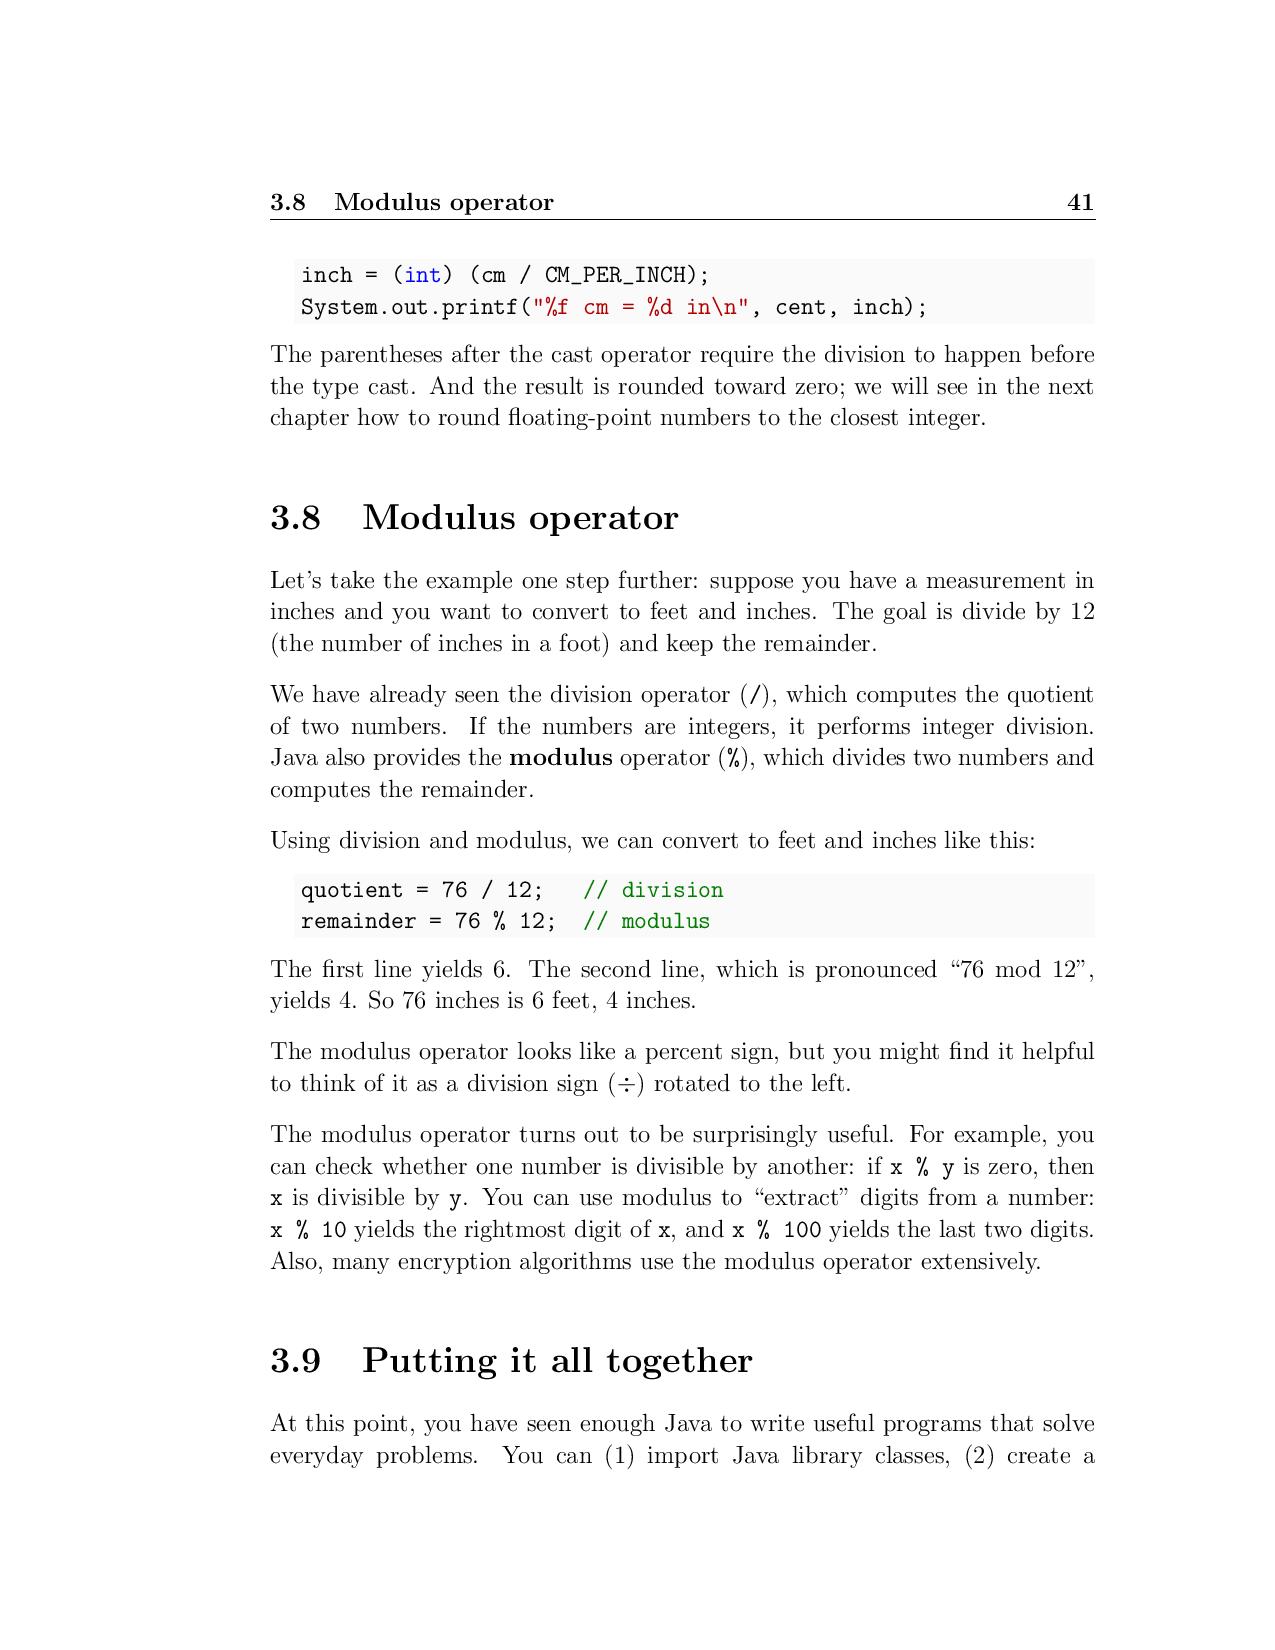 3.8 Modulus operator 41
inch = (int) (cm / CM_PER_INCH);
System.out.printf("%f cm = %d in\n", cent, inch);
The parentheses after the cast operator require the division to happen before
the type cast. And the result is rounded toward zero; we will see in the next
chapter how to round floating-point numbers to the closest integer.
3.8 Modulus operator
Let's take the example one step further: suppose you have a measurement in
inches and you want to convert to feet and inches. The goal is divide by 12
(the number of inches in a foot) and keep the remainder.
We have already seen the division operator (/), which computes the quotient
of two numbers. If the numbers are integers, it performs integer division.
Java also provides the modulus operator (%), which divides two numbers and
computes the remainder.
Using division and modulus, we can convert to feet and inches like this:
quotient = 76 / 12;   // division
remainder = 76 % 12;  // modulus
The first line yields 6. The second line, which is pronounced “76 mod 12”,
yields 4. So 76 inches is 6 feet, 4 inches.
The modulus operator looks like a percent sign, but you might find it helpful
to think of it as a division sign (÷) rotated to the left.
The modulus operator turns out to be surprisingly useful. For example, you
can check whether one number is divisible by another: if x % y is zero, then
x is divisible by y. You can use modulus to “extract” digits from a number:
x % 10 yields the rightmost digit of x, and x % 100 yields the last two digits.
Also, many encryption algorithms use the modulus operator extensively.
3.9 Putting it all together
At this point, you have seen enough Java to write useful programs that solve
everyday problems. You can (1) import Java library classes, (2) create a